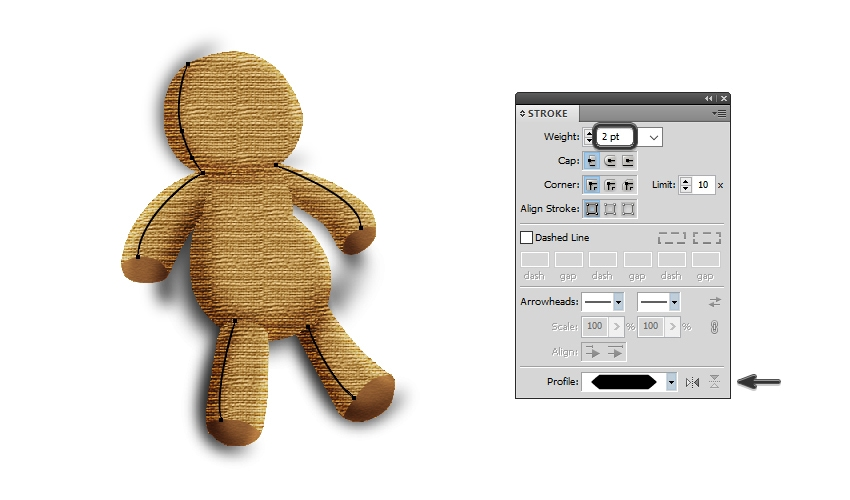 STROKE
Weight: 2 pt
Cap:
Corner: Limit: 10 x
Align Stroke:
Dashed Line
dash gap dash gap dash gap
Arrowheads:
Scale: 100 % 100 %
Align:
Profile: